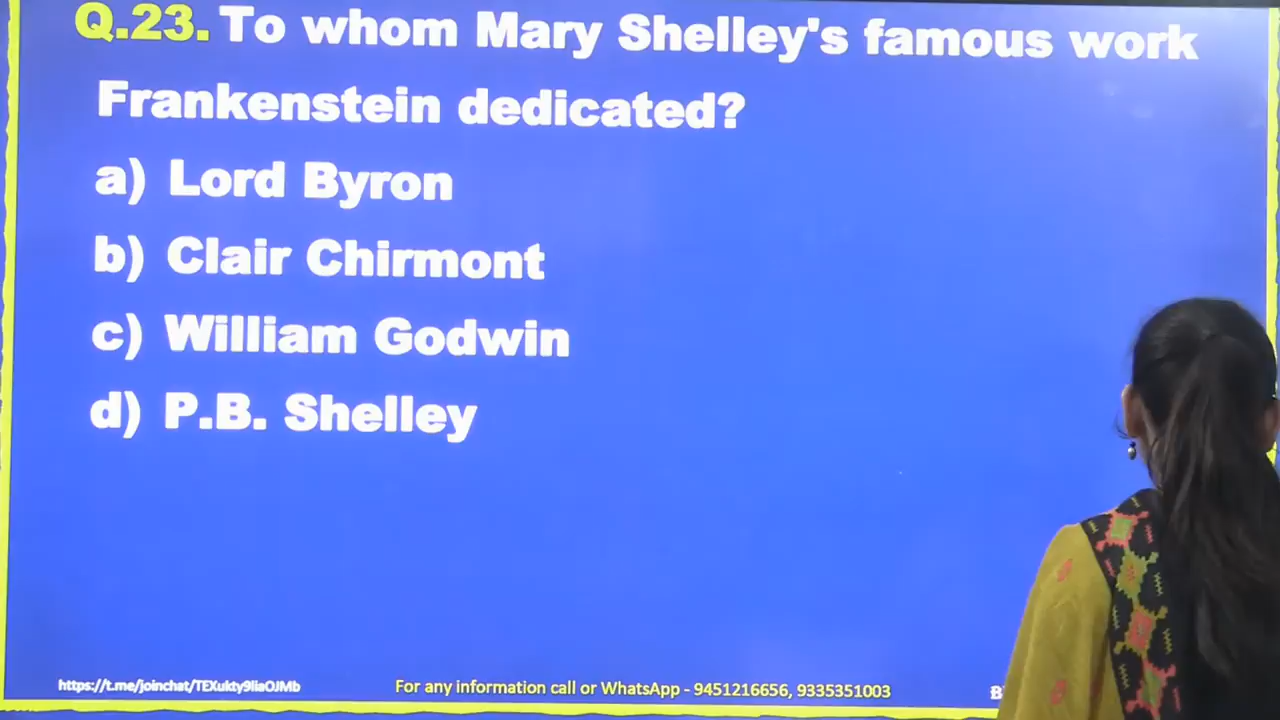 Q.23. To whom Mary Shelley's famous work
Frankenstein dedicated?
a) Lord Byron
b) Clair Chirmont
c) William Godwin
d) P.B. Shelley
https://t.me/joinchat/TEXukty9liaOJMb For any information call or WhatsApp - 9451216656, 9335351003